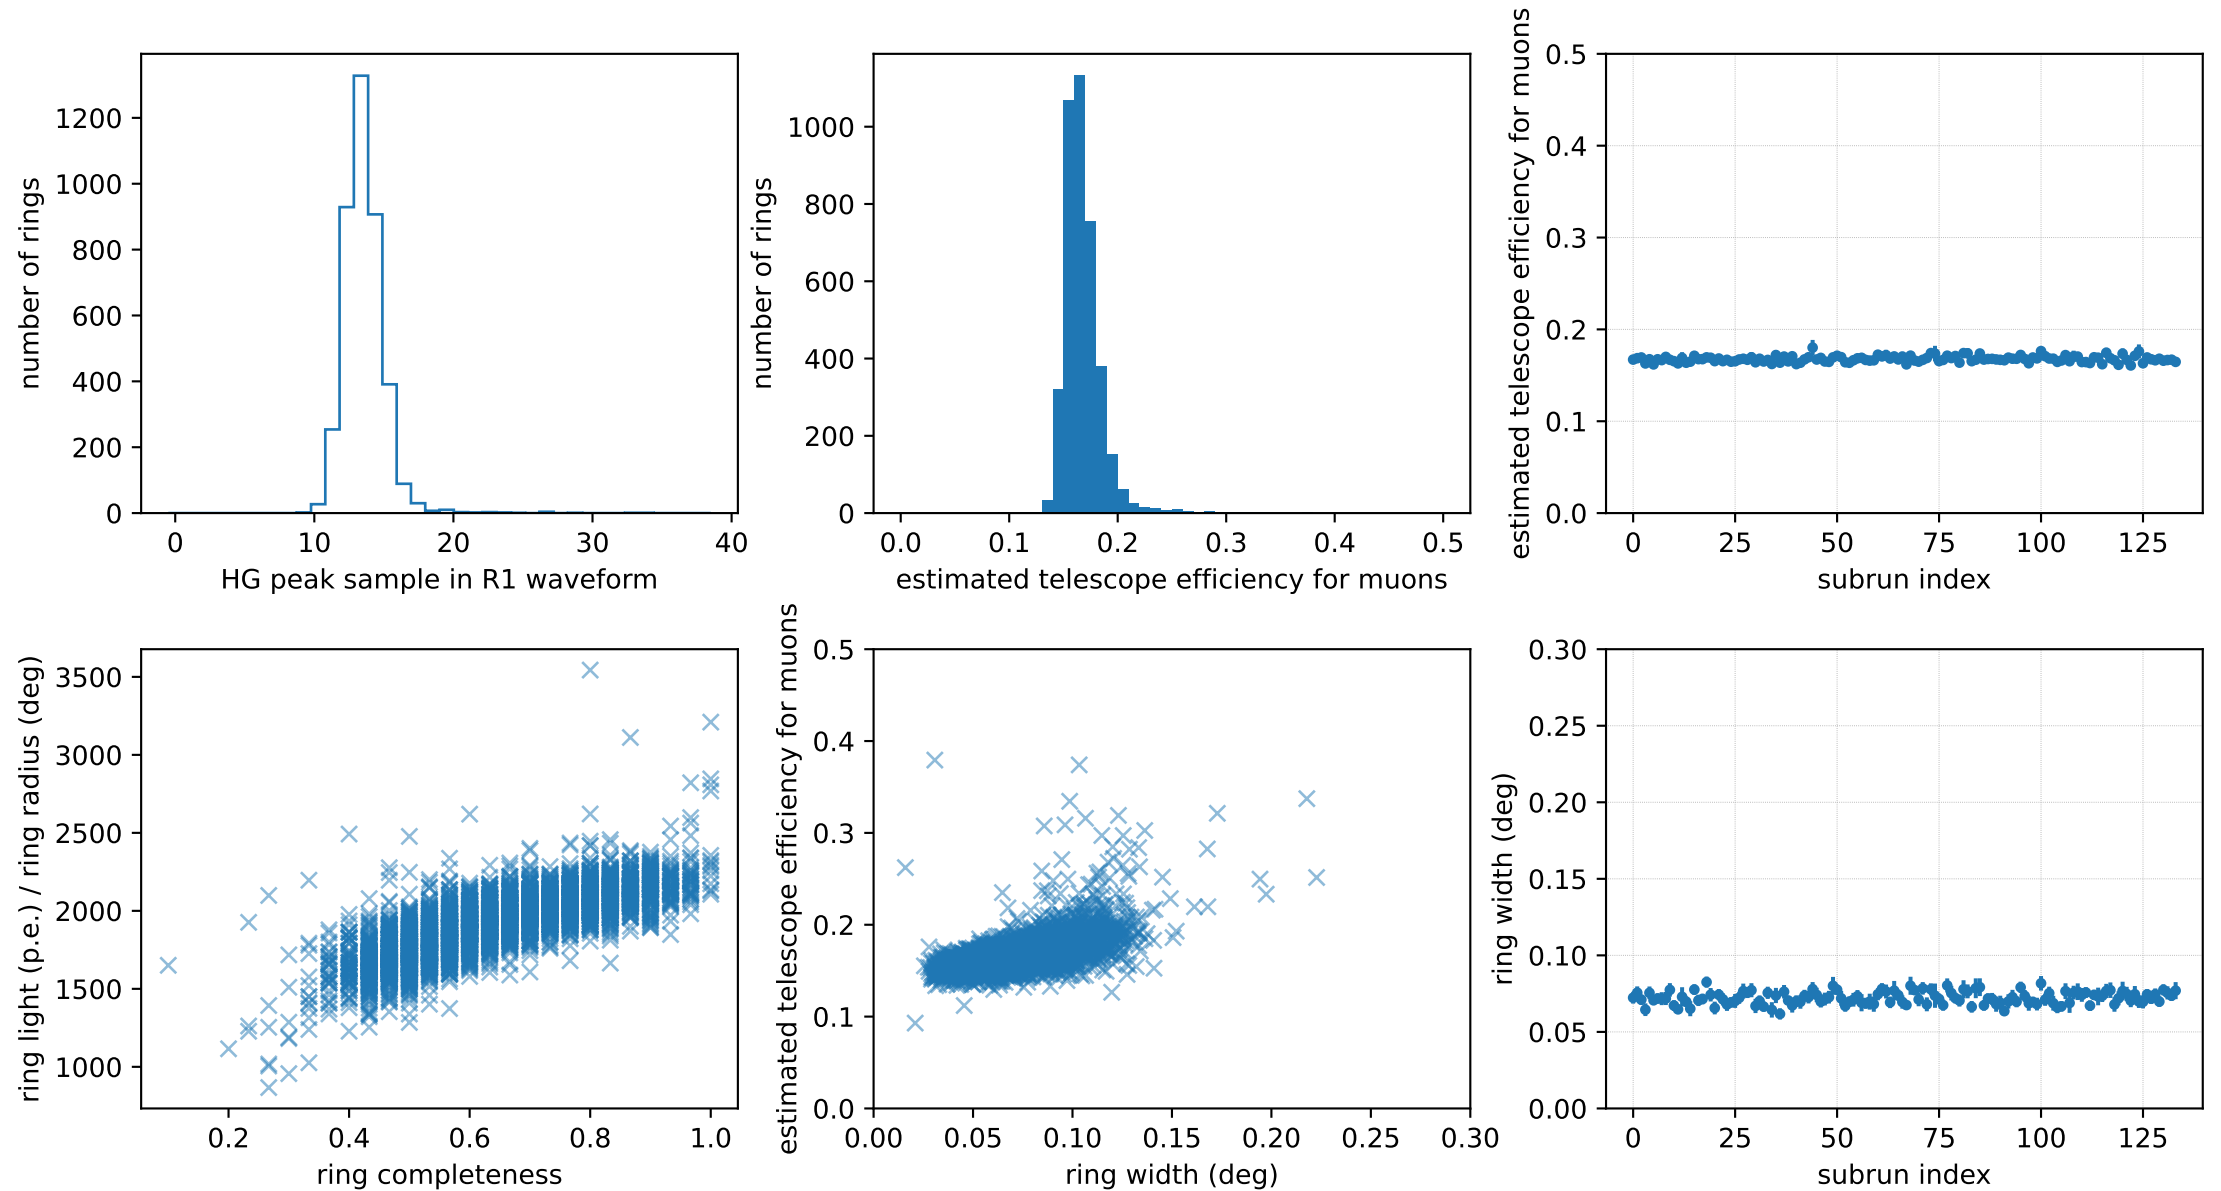 number of rings
1200
1000
800
600
400
200
0
0 10 20 30 40
HG peak sample in R1 waveform
number of rings
1000
800
600
400
200
0
0.0 0.1 0.2 0.3 0.4 0.5
estimated telescope efficiency for muons
estimated telescope efficiency for muons
0.5
0.4
0.3
0.2
0.1
0.0
0 25 50 75 100 125
subrun index
ring light (p.e.) / ring radius (deg)
3500
3000
2500
2000
1500
1000
0.2 0.4 0.6 0.8 1.0
ring completeness
estimated telescope efficiency for muons
0.5
0.4
0.3
0.2
0.1
0.0
0.00 0.05 0.10 0.15 0.20 0.25 0.30
ring width (deg)
ring width (deg)
0.30
0.25
0.20
0.15
0.10
0.05
0.00
0 25 50 75 100 125
subrun index